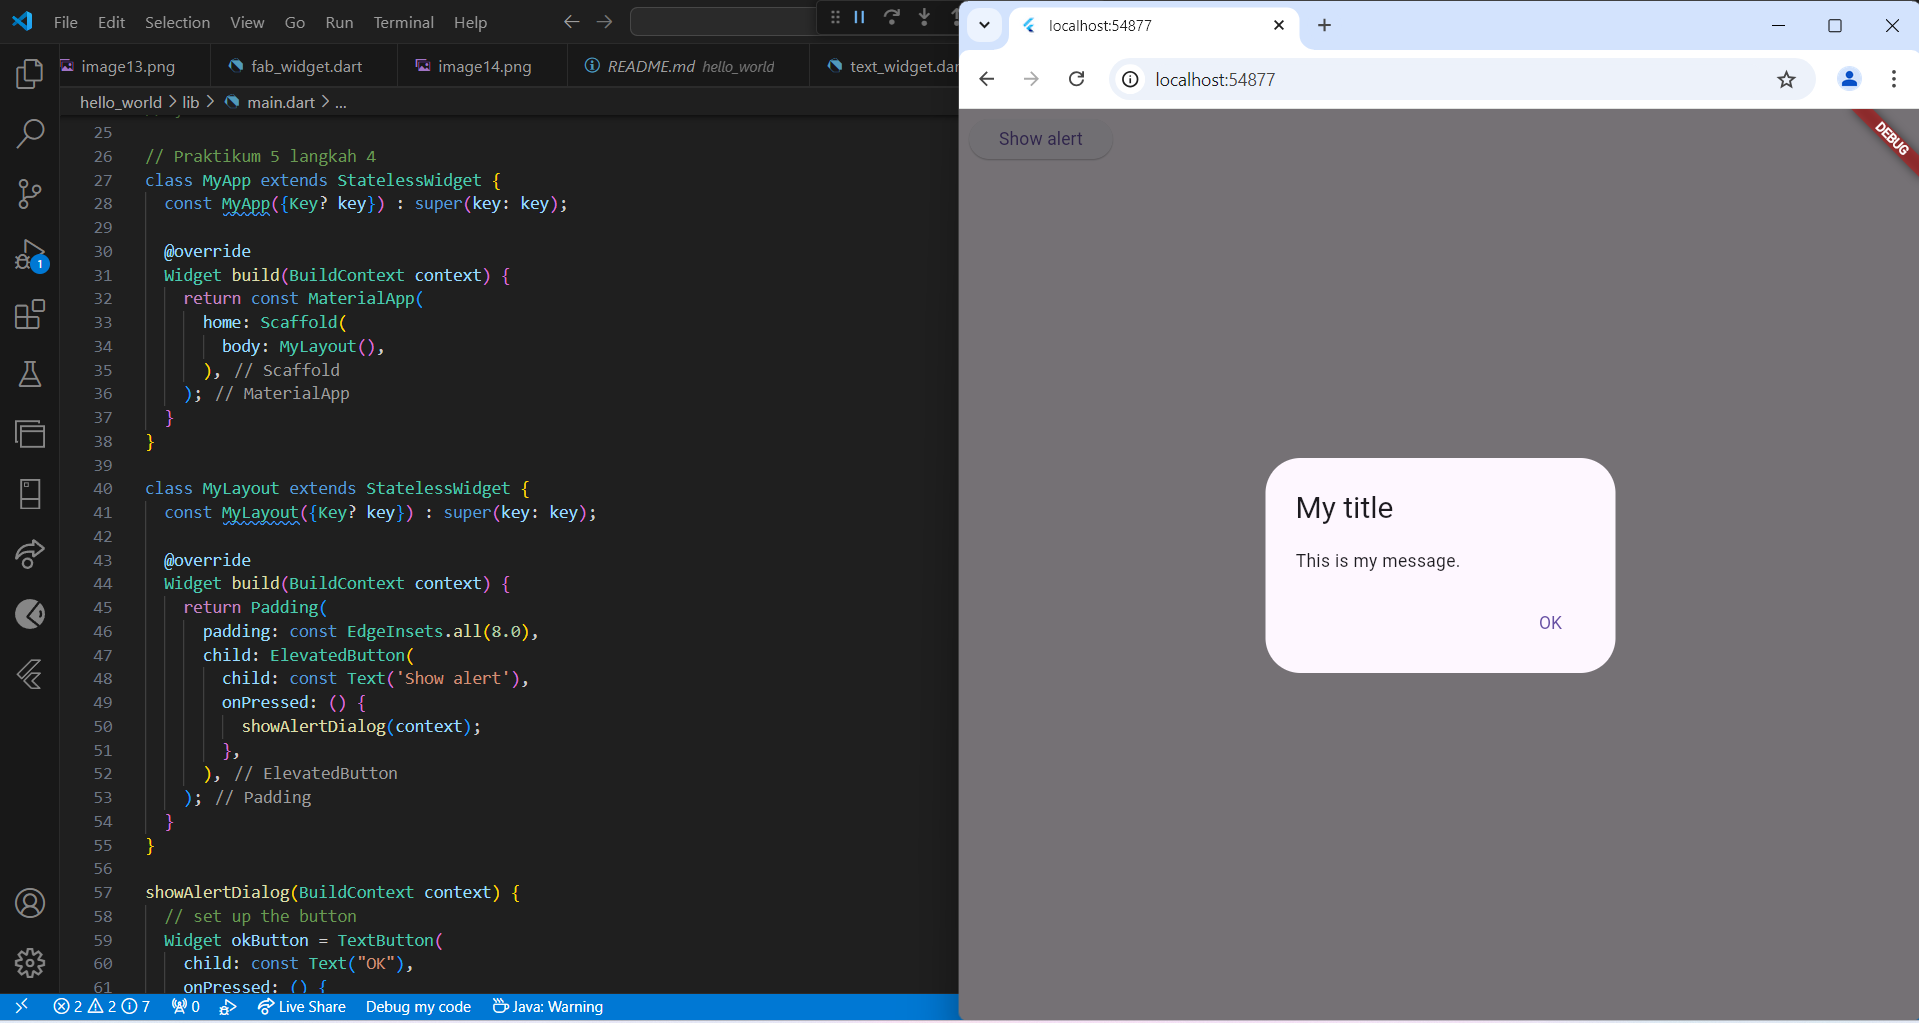 File Edit Selection View Go Run Terminal Help
image13.png fab_widget.dart image14.png README.md hello_world text_widget.dar
hello_world > lib > main.dart > ...
25
26 // Praktikum 5 langkah 4
27 class MyApp extends StatelessWidget {
28 const MyApp({Key? key}) : super(key: key);
29
30 @override
31 Widget build(BuildContext context) {
32 return const MaterialApp(
33 home: Scaffold(
34 body: MyLayout(),
35 ), // Scaffold
36 ); // MaterialApp
37 }
38 }
39
40 class MyLayout extends StatelessWidget {
41 const MyLayout({Key? key}) : super(key: key);
42
43 @override
44 Widget build(BuildContext context) {
45 return Padding(
46 padding: const EdgeInsets.all(8.0),
47 child: ElevatedButton(
48 child: const Text('Show alert'),
49 onPressed: () {
50 showAlertDialog(context);
51 },
52 ), // ElevatedButton
53 ); // Padding
54 }
55 }
56
57 showAlertDialog(BuildContext context) {
58 // set up the button
59 Widget okButton = TextButton(
60 child: const Text("OK"),
61 onPressed: () {
1
2 2 7 0 Live Share Debug my code Java: Warning
localhost:54877
localhost:54877
Show alert
DEBUG
My title
This is my message.
OK